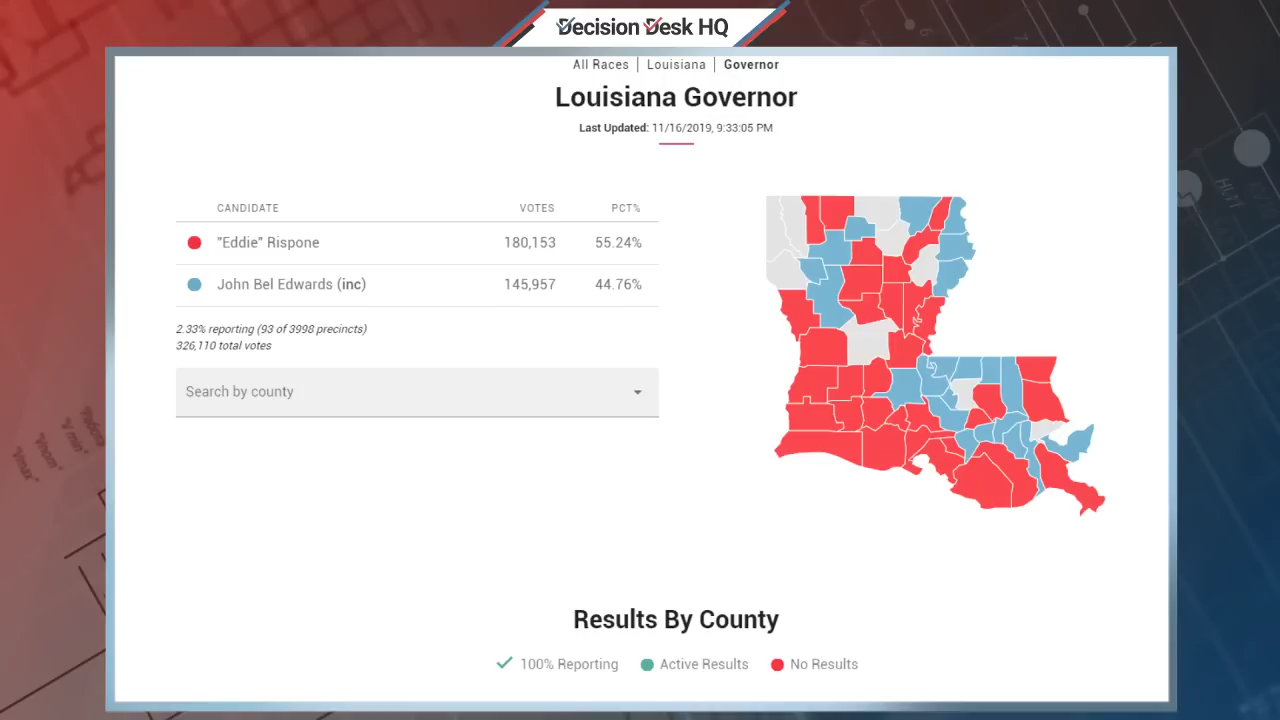 Decision Desk HQ
All Races | Louisiana | Governor
Louisiana Governor
Last Updated: 11/16/2019, 9:33:05 PM
CANDIDATE VOTES PCT%
"Eddie" Rispone 180,153 55.24%
John Bel Edwards (inc) 145,957 44.76%
2.33% reporting (93 of 3998 precincts)
326,110 total votes
Search by county
Results By County
100% Reporting Active Results No Results
"V min"
"Vnom"
"Vmax"